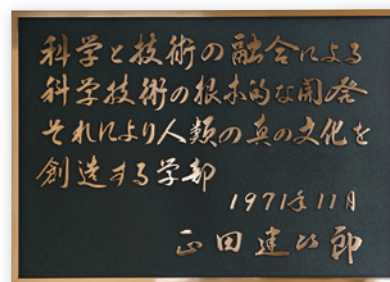 科学と技術の融合による
科学技術の根本的な開発
それにより人類の真の文化を
創造する学部
1971年11月
正田建次郎